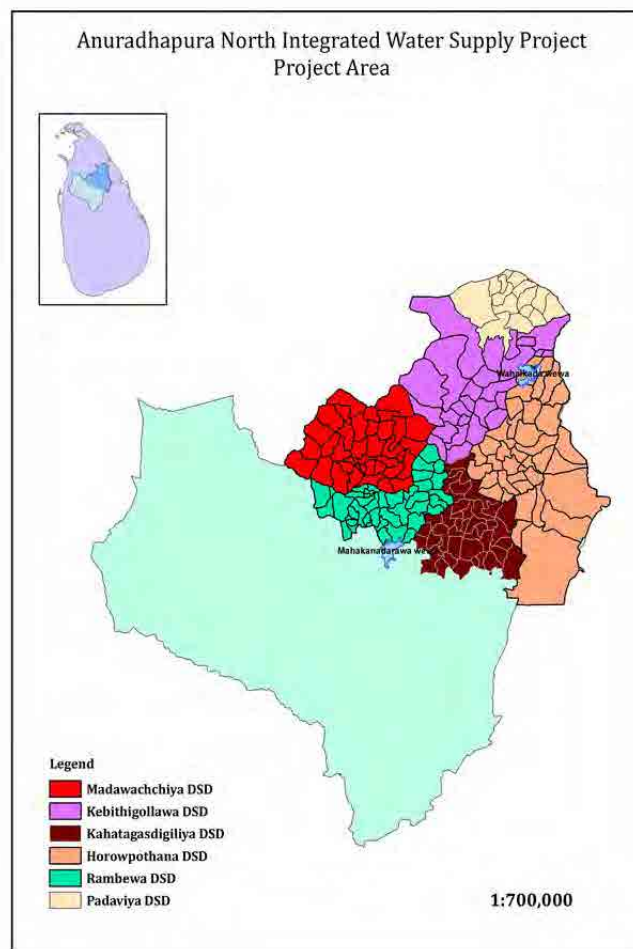 Anuradhapura North Integrated Water Supply Project
Project Area
Wahalkada wewa
Mahakanadarawa we
Legend
Madawachchiya DSD
Kebithigollawa DSD
Kahatagasdigiliya DSD
Horowpothana DSD
Rambewa DSD
Padaviya DSD
1:700,000